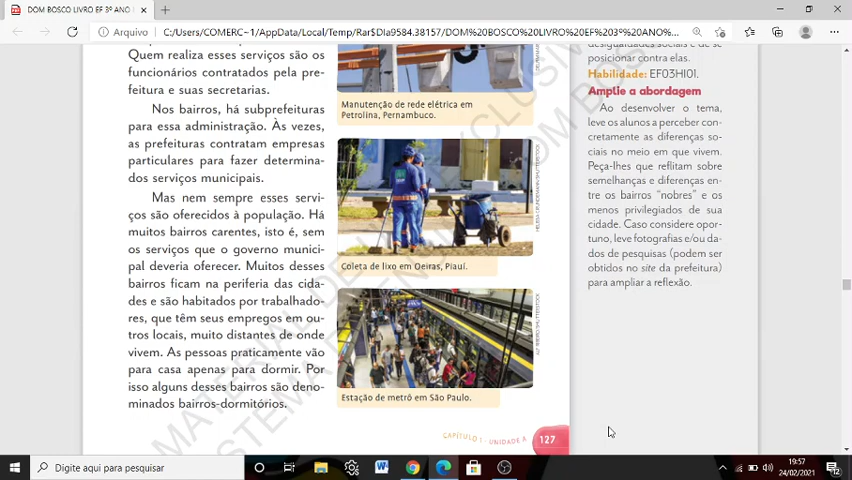 DOM BOSCO LIVRO EF 3º ANO
Arquivo
C:/Users/COMERC~1/AppData/Local/Temp/Rar$DIa9584.38157/DOM%20BOSCO%20LIVRO%20EF%203º%20ANO%...
Quem realiza esses serviços são os
funcionários contratados pela pre-
feitura e suas secretarias.
Nos bairros, há subprefeituras
para essa administração. Às vezes,
as prefeituras contratam empresas
particulares para fazer determina-
dos serviços municipais.
Mas nem sempre esses servi-
ços são oferecidos à população. Há
muitos bairros carentes, isto é, sem
os serviços que o governo munici-
pal deveria oferecer. Muitos desses
bairros ficam na periferia das cida-
des e são habitados por trabalhado-
res, que têm seus empregos em ou-
tros locais, muito distantes de onde
vivem. As pessoas praticamente vão
para casa apenas para dormir. Por
isso alguns desses bairros são deno-
minados bairros-dormitórios.
Manutenção de rede elétrica em
Petrolina, Pernambuco.
Coleta de lixo em Oeiras, Piauí.
Estação de metrô em São Paulo.
CAPÍTULO 1 - UNIDADE A
127
desigualdades sociais e de se
posicionar contra elas.
Habilidade: EF03HI01.
Amplie a abordagem
Ao desenvolver o tema,
leve os alunos a perceber con-
cretamente as diferenças so-
ciais no meio em que vivem.
Peça-lhes que reflitam sobre
semelhanças e diferenças en-
tre os bairros “nobres” e os
menos privilegiados de sua
cidade. Caso considere opor-
tuno, leve fotografias e/ou da-
dos de pesquisas (podem ser
obtidos no site da prefeitura)
para ampliar a reflexão.
Digite aqui para pesquisar
19:57
24/02/2021
12